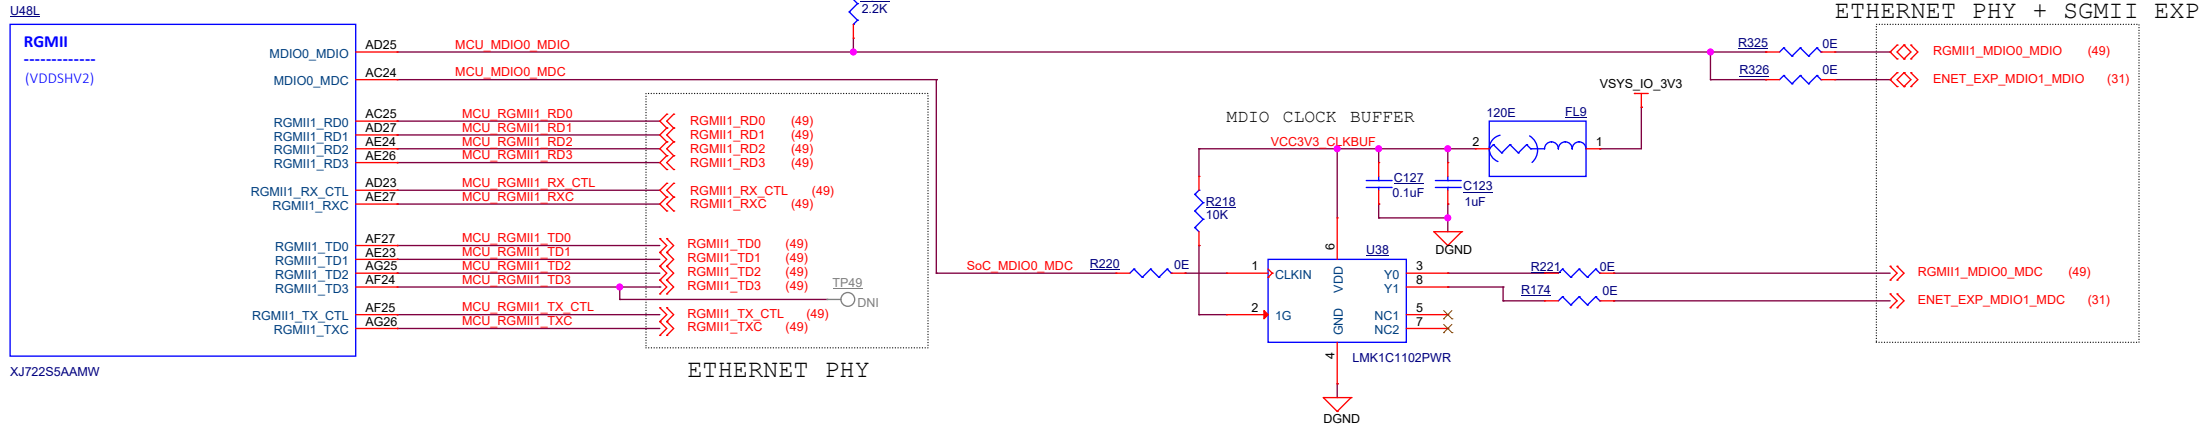 U48L
RGMII
-------------
(VDDSHV2)
MDIO0_MDIO
MDIO0_MDC
RGMII1_RD0
RGMII1_RD1
RGMII1_RD2
RGMII1_RD3
RGMII1_RX_CTL
RGMII1_RXC
RGMII1_TD0
RGMII1_TD1
RGMII1_TD2
RGMII1_TD3
RGMII1_TX_CTL
RGMII1_TXC
XJ722S5AAMW
AD25 MCU_MDIO0_MDIO
AC24 MCU_MDIO0_MDC
AC25 MCU_RGMII1_RD0
AD27 MCU_RGMII1_RD1
AE24 MCU_RGMII1_RD2
AE26 MCU_RGMII1_RD3
AD23 MCU_RGMII1_RX_CTL
AE27 MCU_RGMII1_RXC
AF27 MCU_RGMII1_TD0
AE23 MCU_RGMII1_TD1
AG25 MCU_RGMII1_TD2
AF24 MCU_RGMII1_TD3
AF25 MCU_RGMII1_TX_CTL
AG26 MCU_RGMII1_TXC
RGMII1_RD0 (49)
RGMII1_RD1 (49)
RGMII1_RD2 (49)
RGMII1_RD3 (49)
RGMII1_RX_CTL (49)
RGMII1_RXC (49)
RGMII1_TD0 (49)
RGMII1_TD1 (49)
RGMII1_TD2 (49)
RGMII1_TD3 (49)
RGMII1_TX_CTL (49)
RGMII1_TXC (49)
ETHERNET PHY
TP49
DNI
2.2K
SoC_MDIO0_MDC
R220 0E
MDIO CLOCK BUFFER
VCC3V3_CLKBUF
R218
10K
C127
0.1uF
C123
1uF
DGND
120E FL9
2 1
VSYS_IO_3V3
U38
1 CLKIN
2 1G
6 VDD
4 GND
Y0 3
Y1 8
NC1 5
NC2 7
LMK1C1102PWR
DGND
R221 0E
R174 0E
ETHERNET PHY + SGMII EXP
R325 0E
R326 0E
RGMII1_MDIO0_MDIO (49)
ENET_EXP_MDIO1_MDIO (31)
RGMII1_MDIO0_MDC (49)
ENET_EXP_MDIO1_MDC (31)